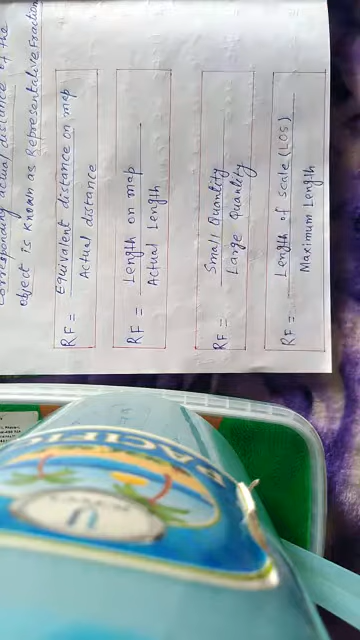 corresponding actual distance of the
object is known as Representative Fraction
RF = Equivalent distance on map
Actual distance
RF = Length on map
Actual Length
RF = Small Quantity
Large Quantity
RF = Length of Scale (LOS)
Maximum Length
PACIFIC